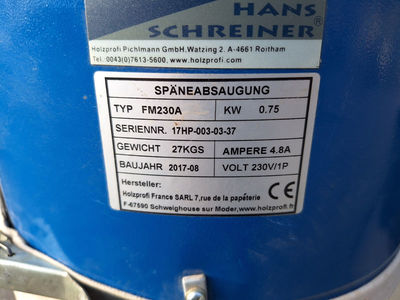 HANS
SCHREINER®
Holzprofi Pichlmann GmbH.Watzing 2. A-4661 Roitham
Tel.:0043(0)7613-5600. www.holzprofi.com
SPÄNEABSAUGUNG
TYP FM230A KW 0.75
SERIENNR. 17HP-003-03-37
GEWICHT 27KGS AMPERE 4.8A
BAUJAHR 2017-08 VOLT 230V/1P
Hersteller:
Holzprofi France SARL 7,rue de la papeterie
F-67590 Schweighouse sur Moder,www.holzprofi.fr
CE